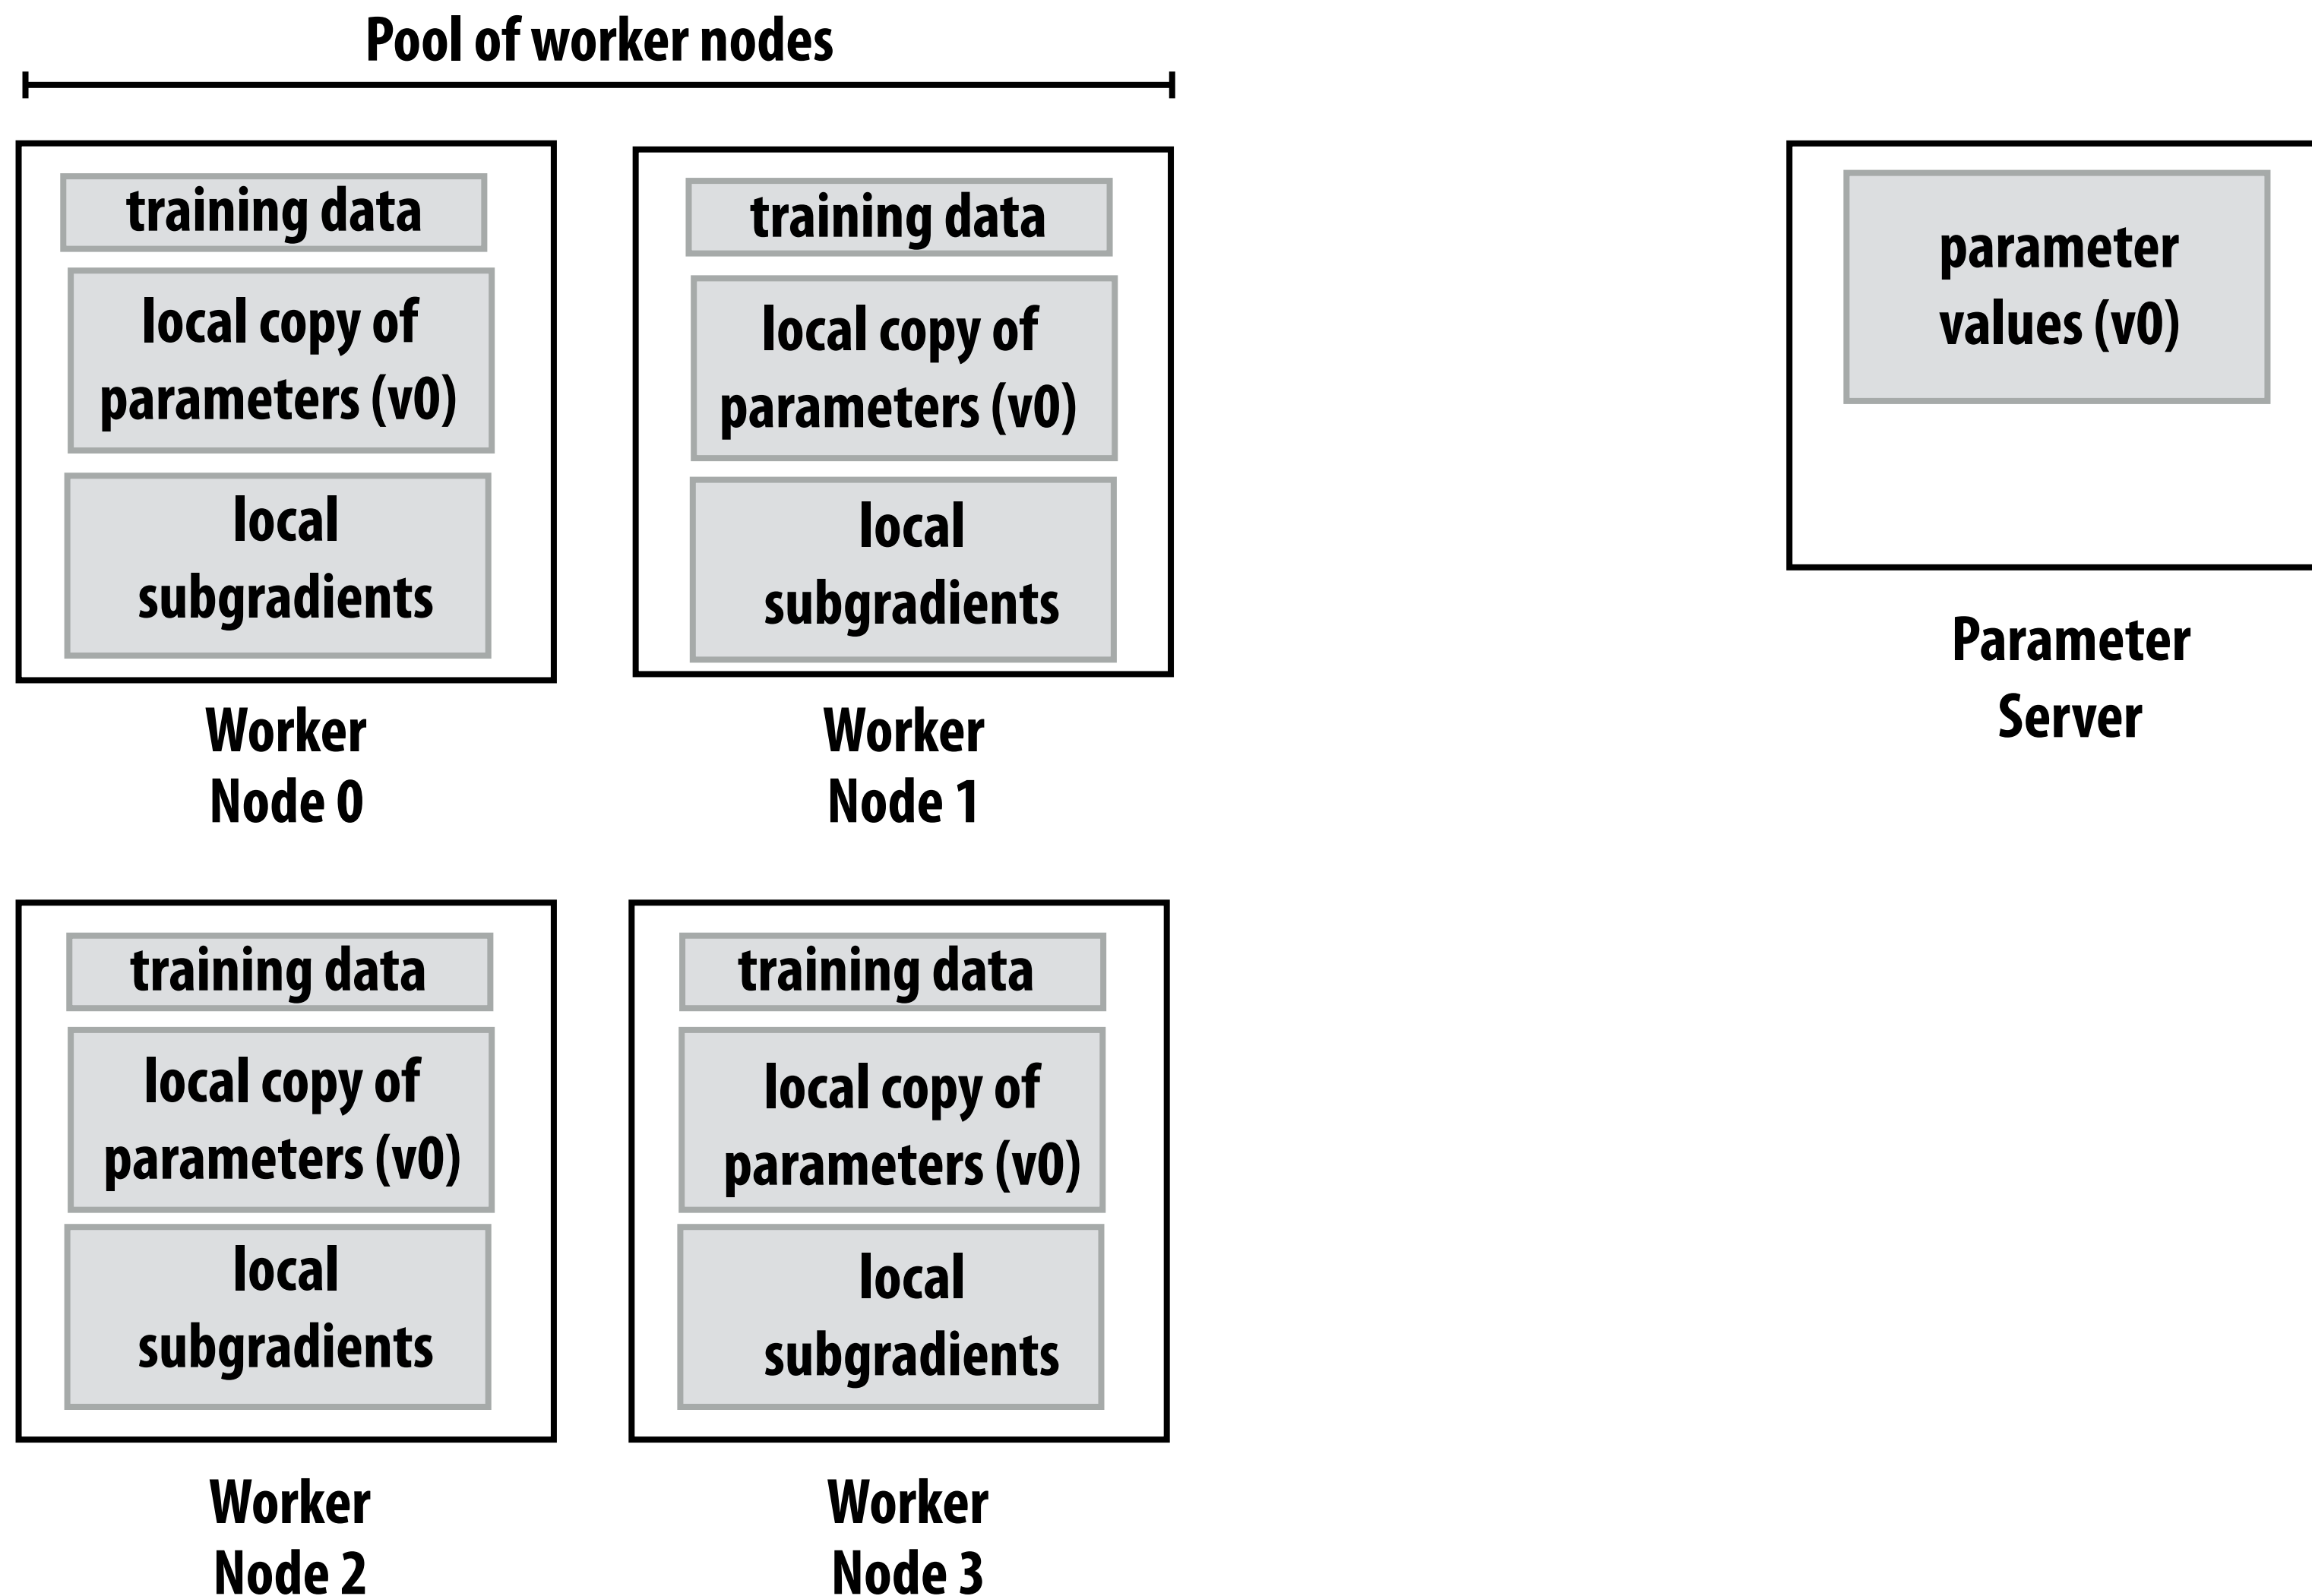 Pool of worker nodes
training data
local copy of
parameters (v0)
local
subgradients
Worker
Node 0
training data
local copy of
parameters (v0)
local
subgradients
Worker
Node 1
parameter
values (v0)
Parameter
Server
training data
local copy of
parameters (v0)
local
subgradients
Worker
Node 2
training data
local copy of
parameters (v0)
local
subgradients
Worker
Node 3